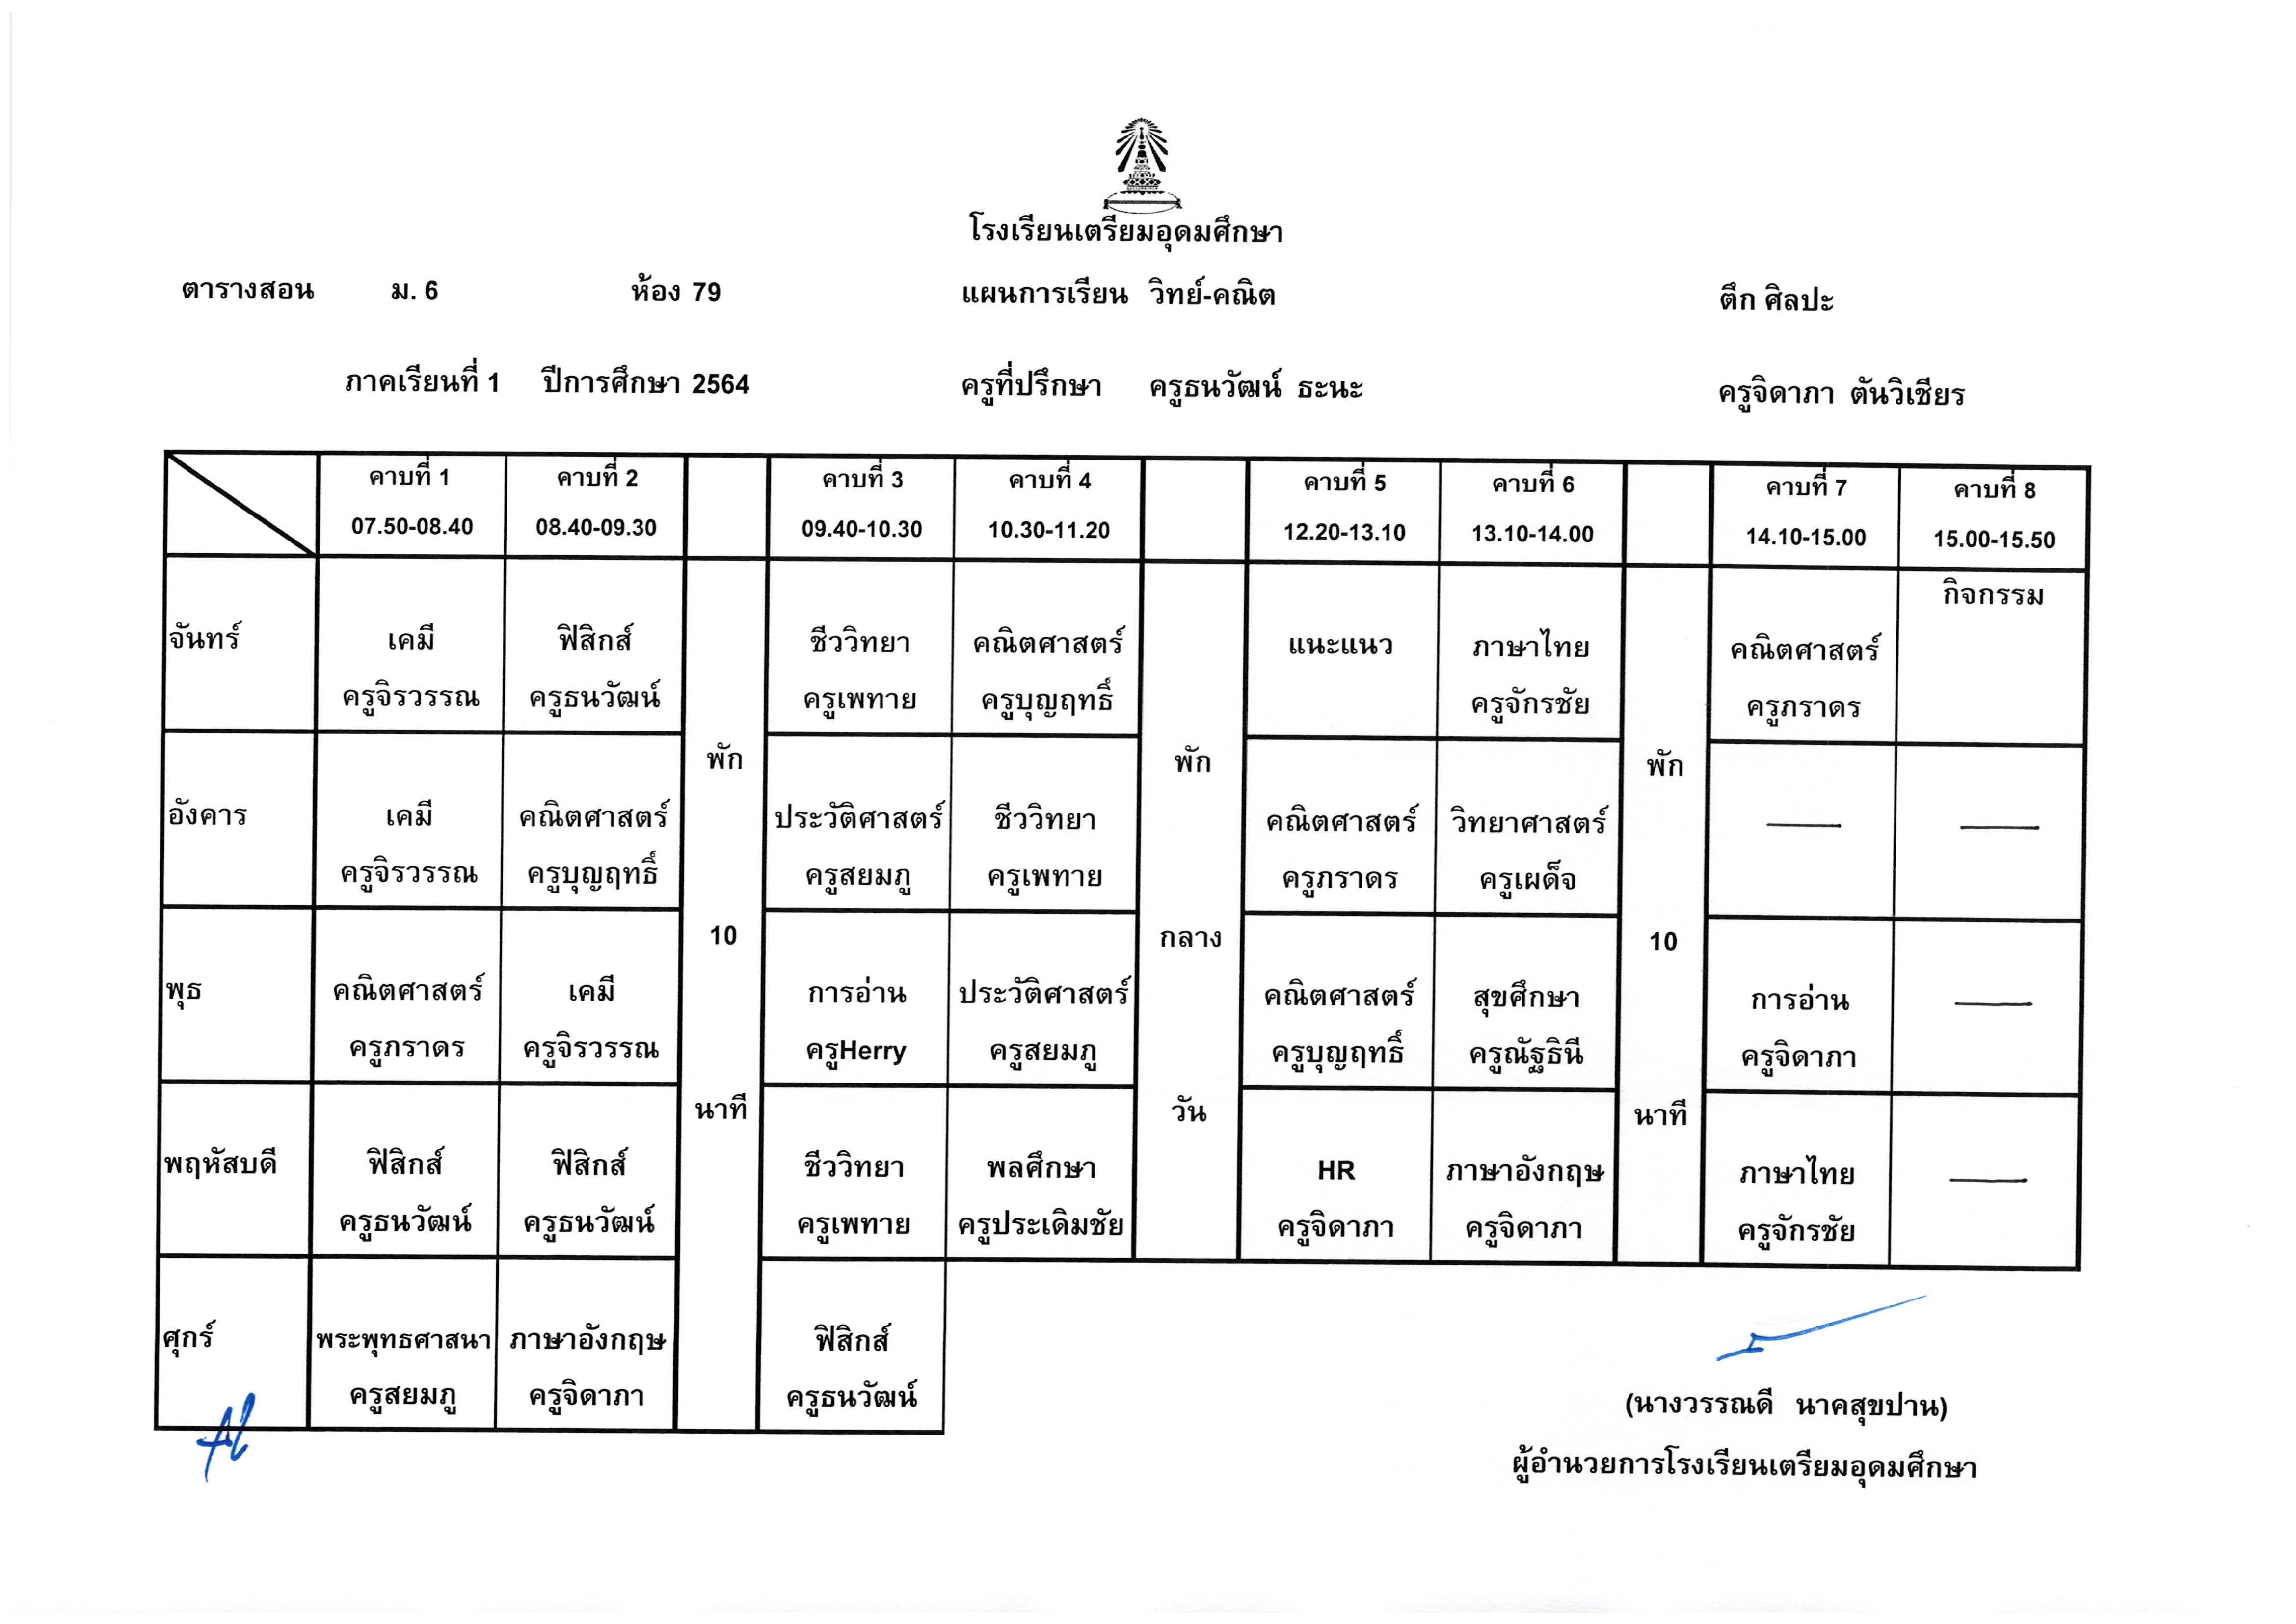 โรงเรียนเตรียมอุดมศึกษา
ตารางสอน ม. 6 ห้อง 79 แผนการเรียน วิทย์-คณิต ตึก ศิลปะ
ภาคเรียนที่ 1 ปีการศึกษา 2564 ครูที่ปรึกษา ครูธนวัฒน์ ธะนะ ครูจิดาภา ตันวิเชียร
คาบที่ 1 คาบที่ 2 คาบที่ 3 คาบที่ 4 คาบที่ 5 คาบที่ 6 คาบที่ 7 คาบที่ 8
07.50-08.40 08.40-09.30 09.40-10.30 10.30-11.20 12.20-13.10 13.10-14.00 14.10-15.00 15.00-15.50
กิจกรรม
จันทร์ เคมี ฟิสิกส์ ชีววิทยา คณิตศาสตร์ แนะแนว ภาษาไทย คณิตศาสตร์
ครูจิรวรรณ ครูธนวัฒน์ ครูเพทาย ครูบุญฤทธิ์ ครูจักรชัย ครูภราดร
พัก พัก พัก
อังคาร เคมี คณิตศาสตร์ ประวัติศาสตร์ ชีววิทยา คณิตศาสตร์ วิทยาศาสตร์ — —
ครูจิรวรรณ ครูบุญฤทธิ์ ครูสยมภู ครูเพทาย ครูภราดร ครูเผด็จ
10 กลาง 10
พุธ คณิตศาสตร์ เคมี การอ่าน ประวัติศาสตร์ คณิตศาสตร์ สุขศึกษา การอ่าน —
ครูภราดร ครูจิรวรรณ ครูHerry ครูสยมภู ครูบุญฤทธิ์ ครูณัฐธินี ครูจิดาภา
นาที วัน นาที
พฤหัสบดี ฟิสิกส์ ฟิสิกส์ ชีววิทยา พลศึกษา HR ภาษาอังกฤษ ภาษาไทย —
ครูธนวัฒน์ ครูธนวัฒน์ ครูเพทาย ครูประเดิมชัย ครูจิดาภา ครูจิดาภา ครูจักรชัย
ศุกร์ พระพุทธศาสนา ภาษาอังกฤษ ฟิสิกส์
ครูสยมภู ครูจิดาภา ครูธนวัฒน์
(นางวรรณดี นาคสุขปาน)
ผู้อำนวยการโรงเรียนเตรียมอุดมศึกษา